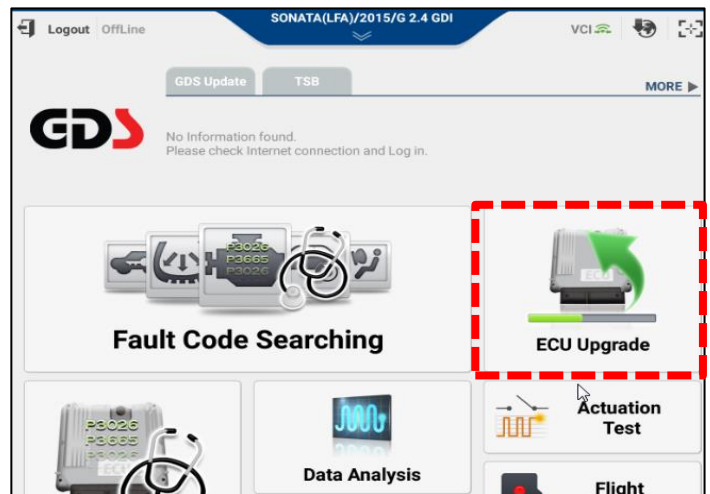 Logout OffLine
SONATA(LFA)/2015/G 2.4 GDI
VCI
GDS Update
TSB
MORE
GDS
No Information found.
Please check Internet connection and Log in.
P3026
P3665
P3026
ECU
Fault Code Searching
ECU Upgrade
P3026
P3665
P3026
ECU
Data Analysis
Actuation
Test
Flight